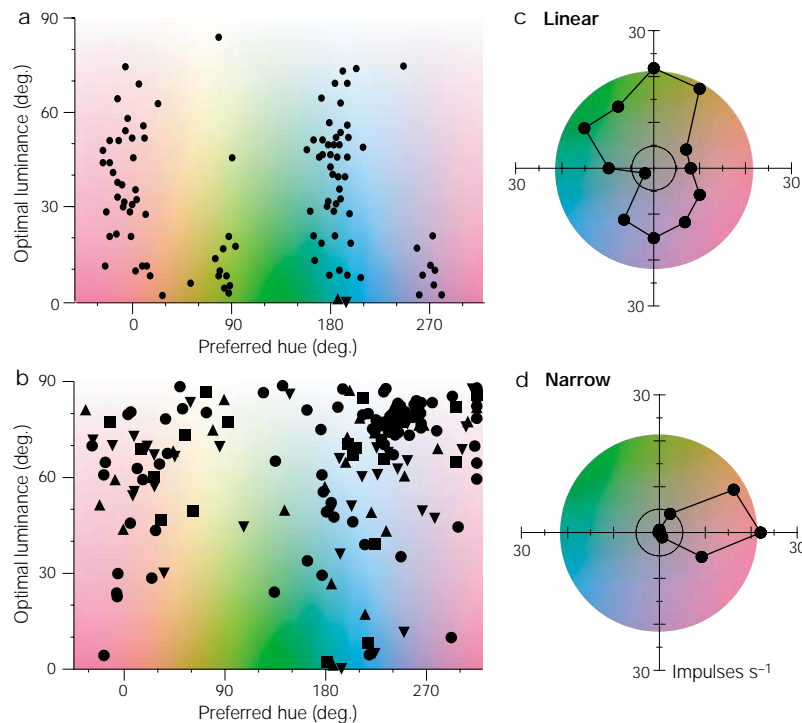 a
90
60
30
0
Optimal luminance (deg.)
0 90 180 270
Preferred hue (deg.)
b
90
60
30
0
Optimal luminance (deg.)
0 90 180 270
Preferred hue (deg.)
c Linear
30
30 30
30
d Narrow
30
30 30
30
Impulses s⁻¹